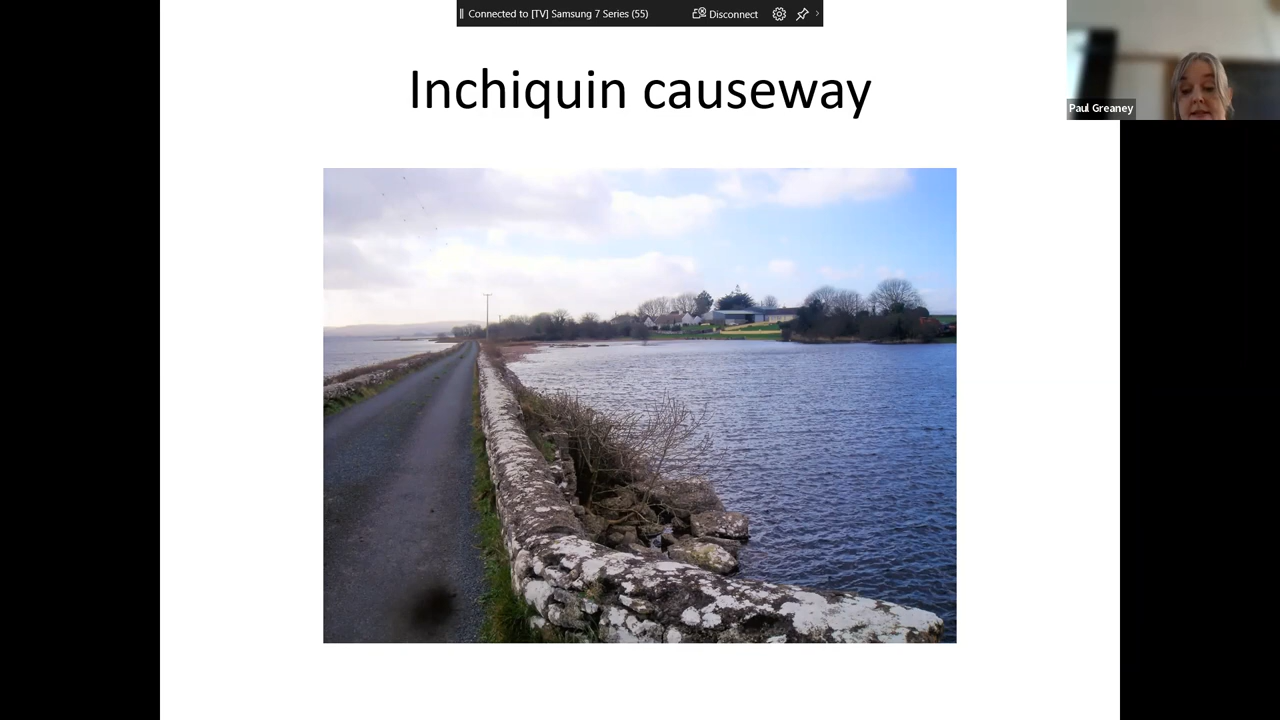 Connected to [TV] Samsung 7 Series (55)
Disconnect
Inchiquin causeway
Paul Greaney